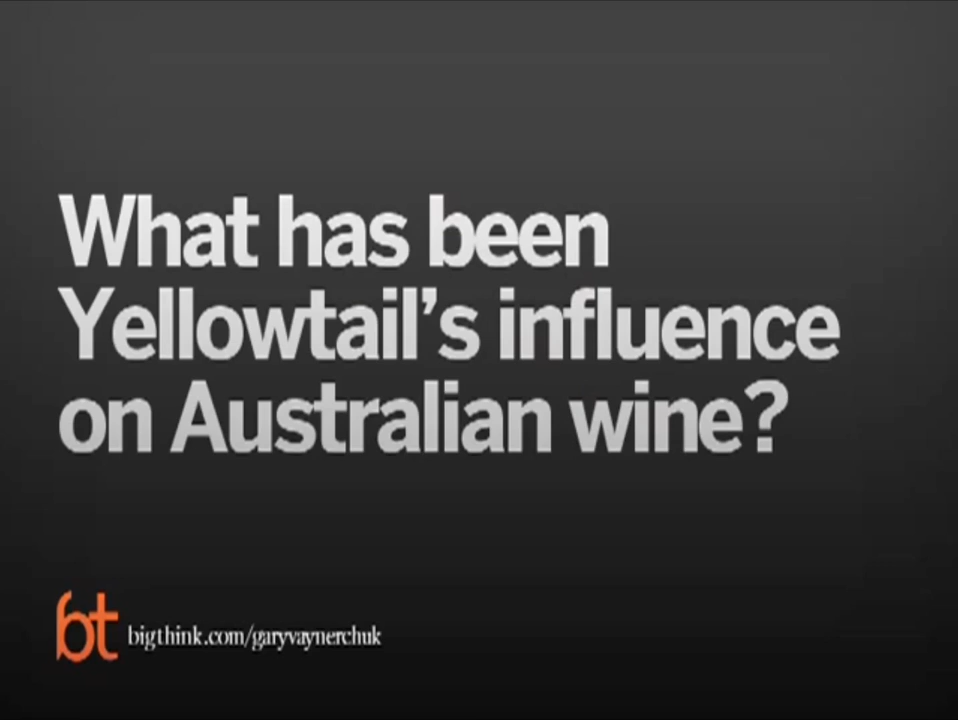 What has been
Yellowtail’s influence
on Australian wine?
bt bigthink.com/garyvaynerchuk